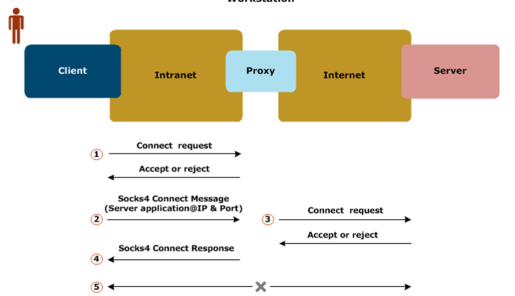 Workstation
Client
Intranet
Proxy
Internet
Server
1
Connect request
Accept or reject
Socks4 Connect Message
(Server application@IP & Port)
2
3
Connect request
Accept or reject
Socks4 Connect Response
4
5